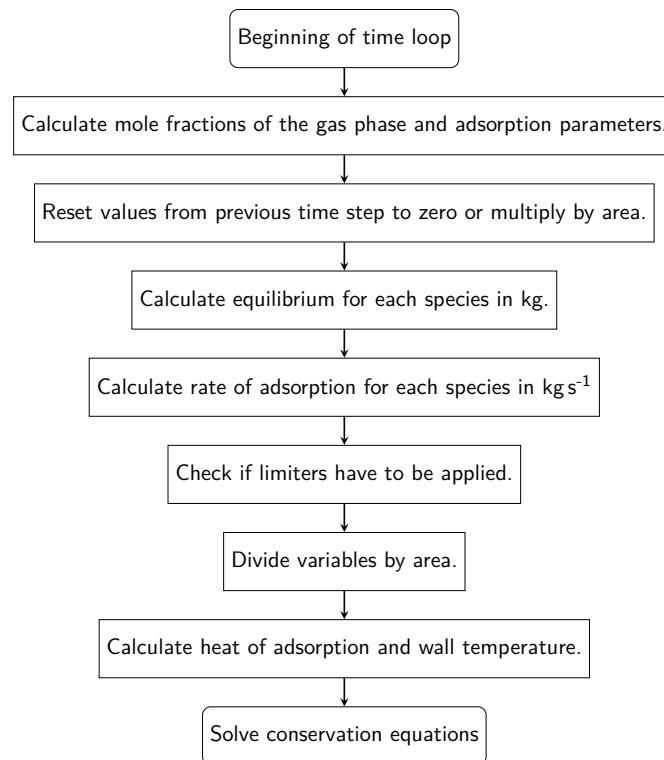 Beginning of time loop
Calculate mole fractions of the gas phase and adsorption parameters.
Reset values from previous time step to zero or multiply by area.
Calculate equilibrium for each species in kg.
Calculate rate of adsorption for each species in kg s⁻¹
Check if limiters have to be applied.
Divide variables by area.
Calculate heat of adsorption and wall temperature.
Solve conservation equations